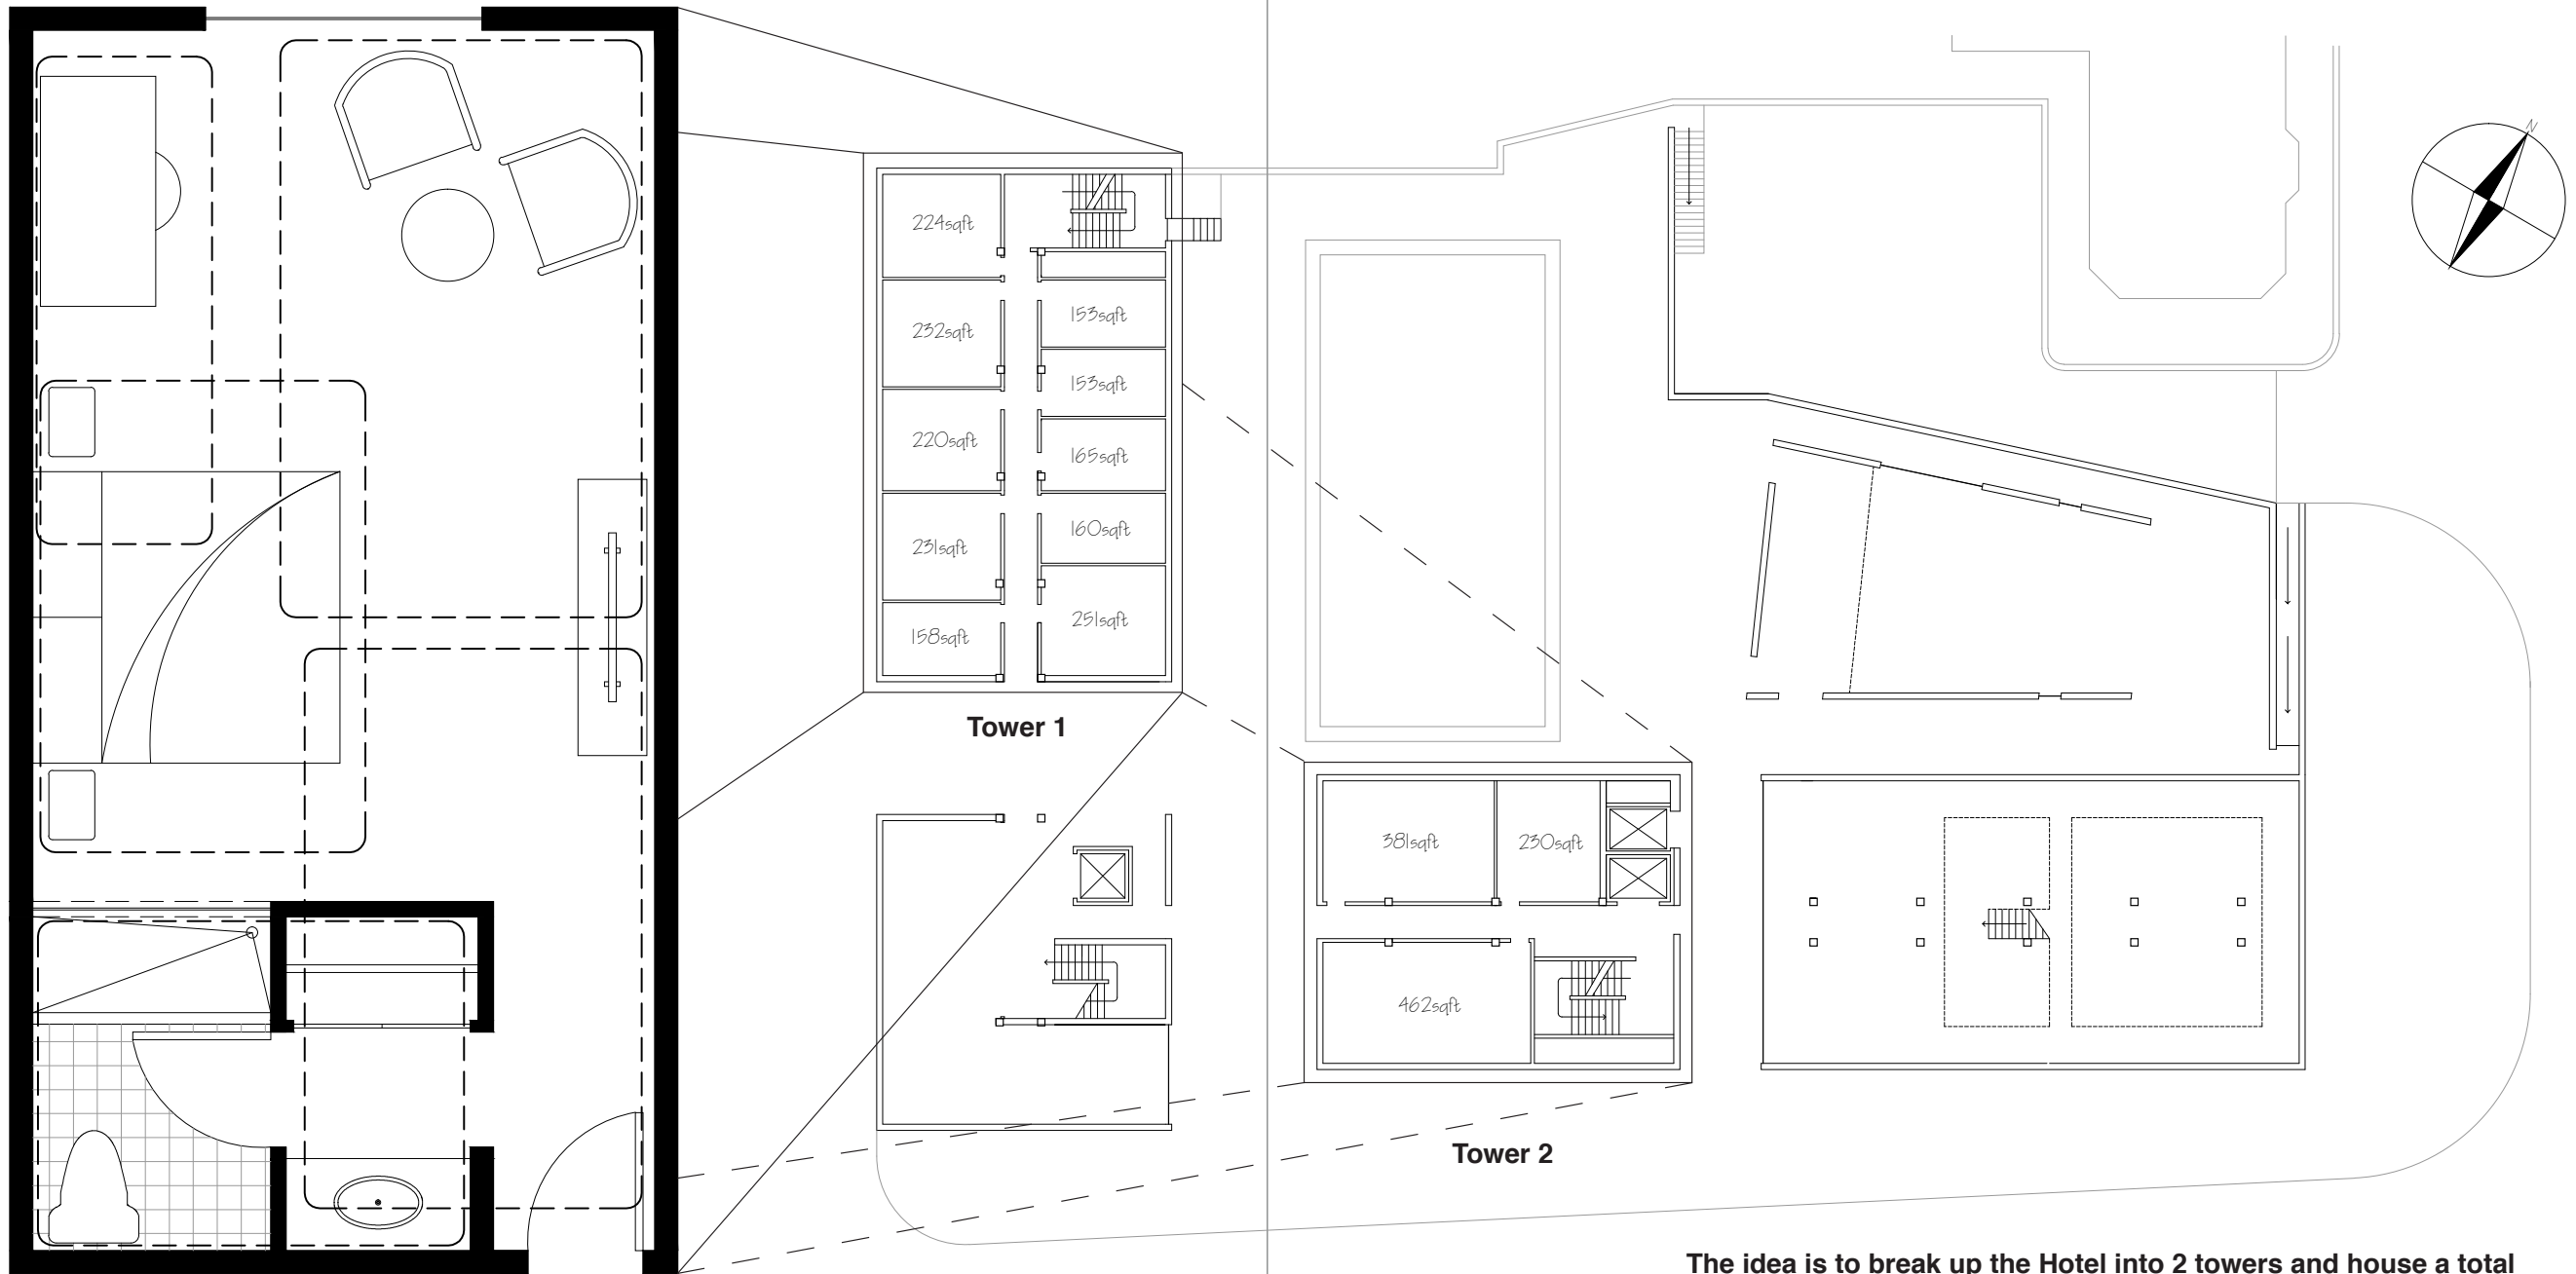 N
224sqft
232sqft
153sqft
153sqft
220sqft
165sqft
160sqft
231sqft
251sqft
158sqft
Tower 1
381sqft
230sqft
462sqft
Tower 2
The idea is to break up the Hotel into 2 towers and house a total